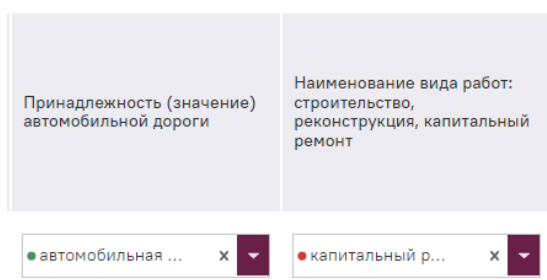 Принадлежность (значение)
автомобильной дороги
Наименование вида работ:
строительство,
реконструкция, капитальный
ремонт
автомобильная ...
капитальный р...